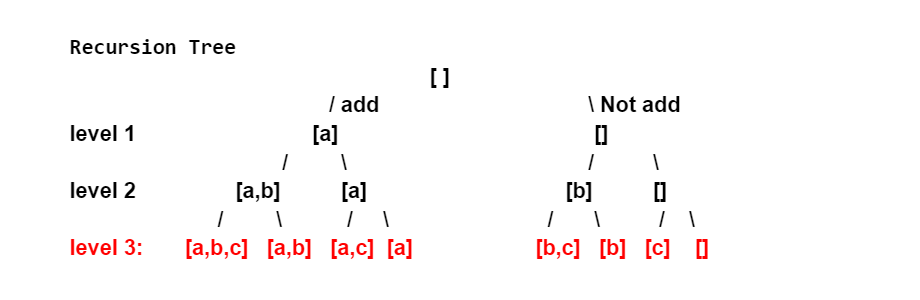 Recursion Tree
[ ]
/ add \ Not add
level 1 [a] []
/ \ / \
level 2 [a,b] [a] [b] []
/ \ / \ / \ / \
level 3: [a,b,c] [a,b] [a,c] [a] [b,c] [b] [c] []